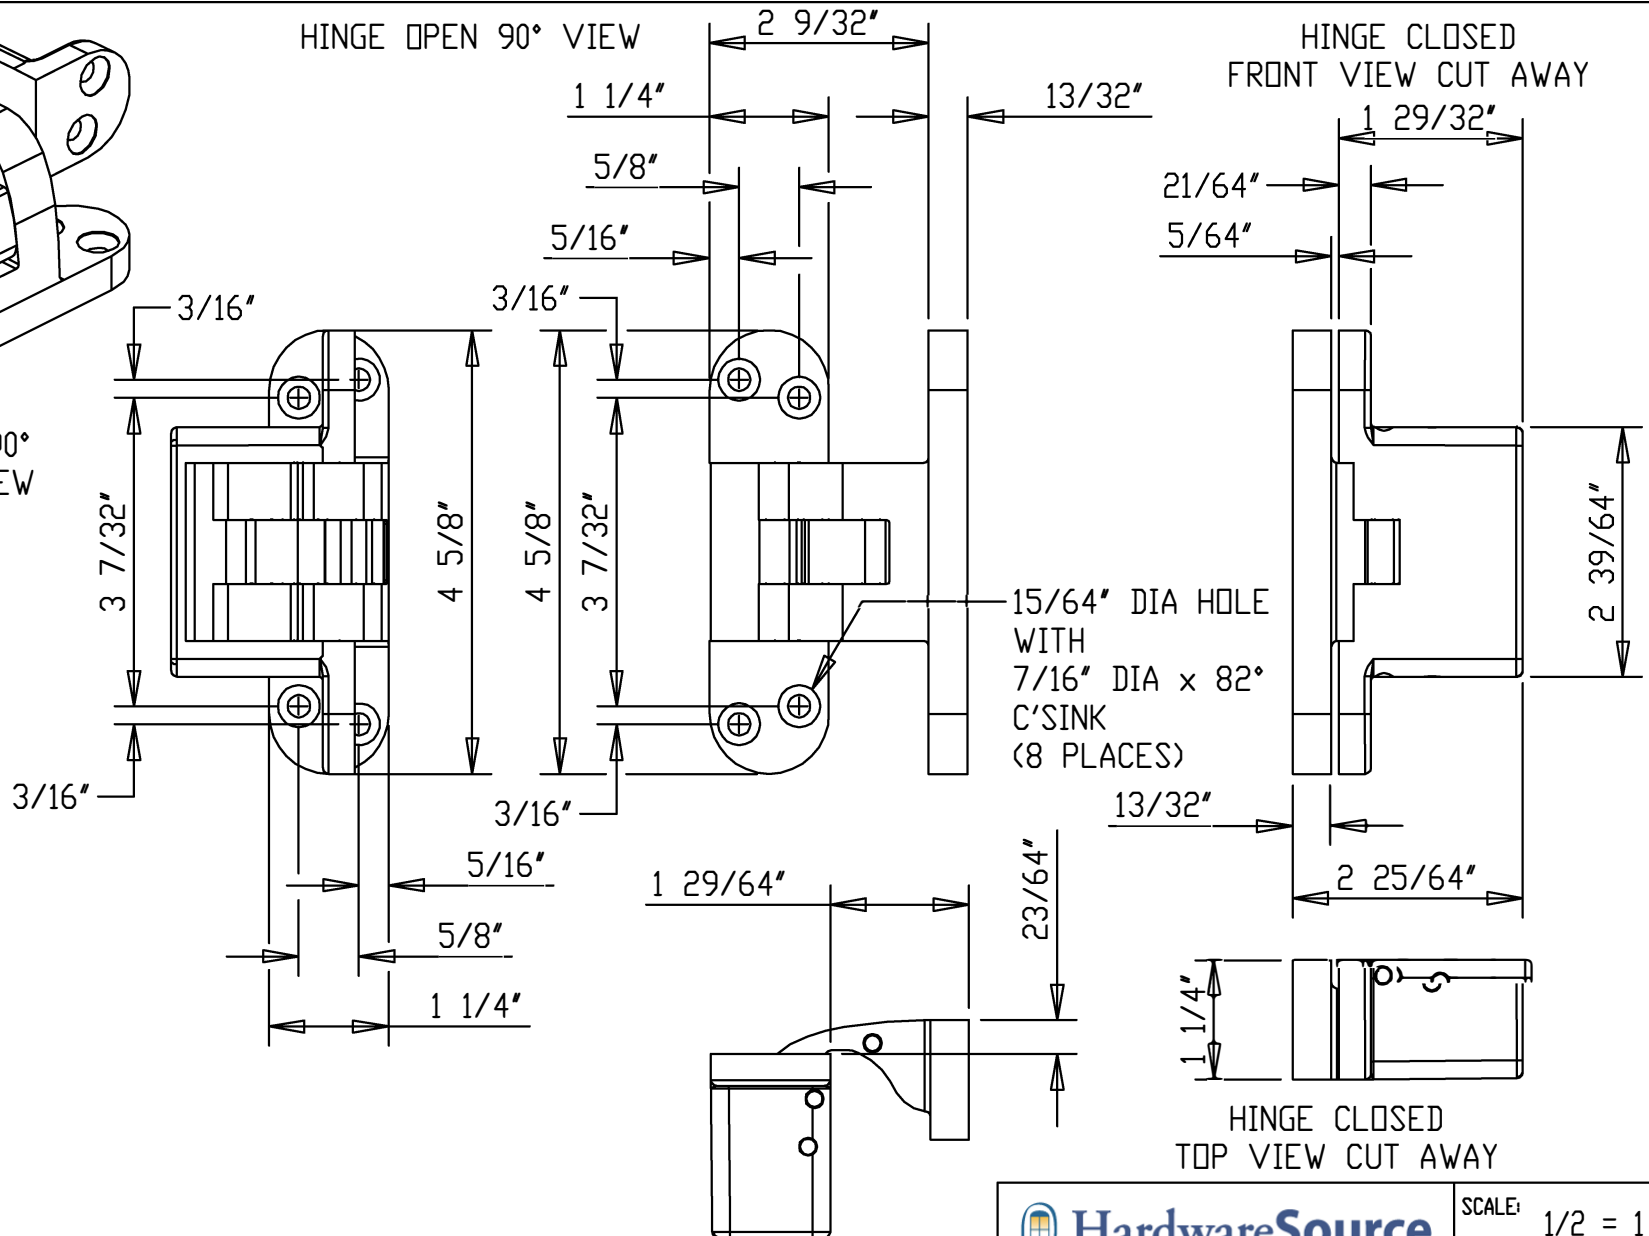 HINGE OPEN 90° VIEW
2 9/32"
HINGE CLOSED
FRONT VIEW CUT AWAY
1 1/4"
13/32"
1 29/32"
5/8"
21/64"
5/16"
5/64"
3/16"
3/16"
90°
3 7/32"
4 5/8"
4 5/8"
3 7/32"
2 39/64"
15/64" DIA HOLE
WITH
7/16" DIA x 82°
C'SINK
(8 PLACES)
3/16"
3/16"
13/32"
5/16"
1 29/64"
23/64"
2 25/64"
5/8"
1 1/4"
1 1/4"
HINGE CLOSED
TOP VIEW CUT AWAY
HardwareSource
SCALE:
1/2 = 1